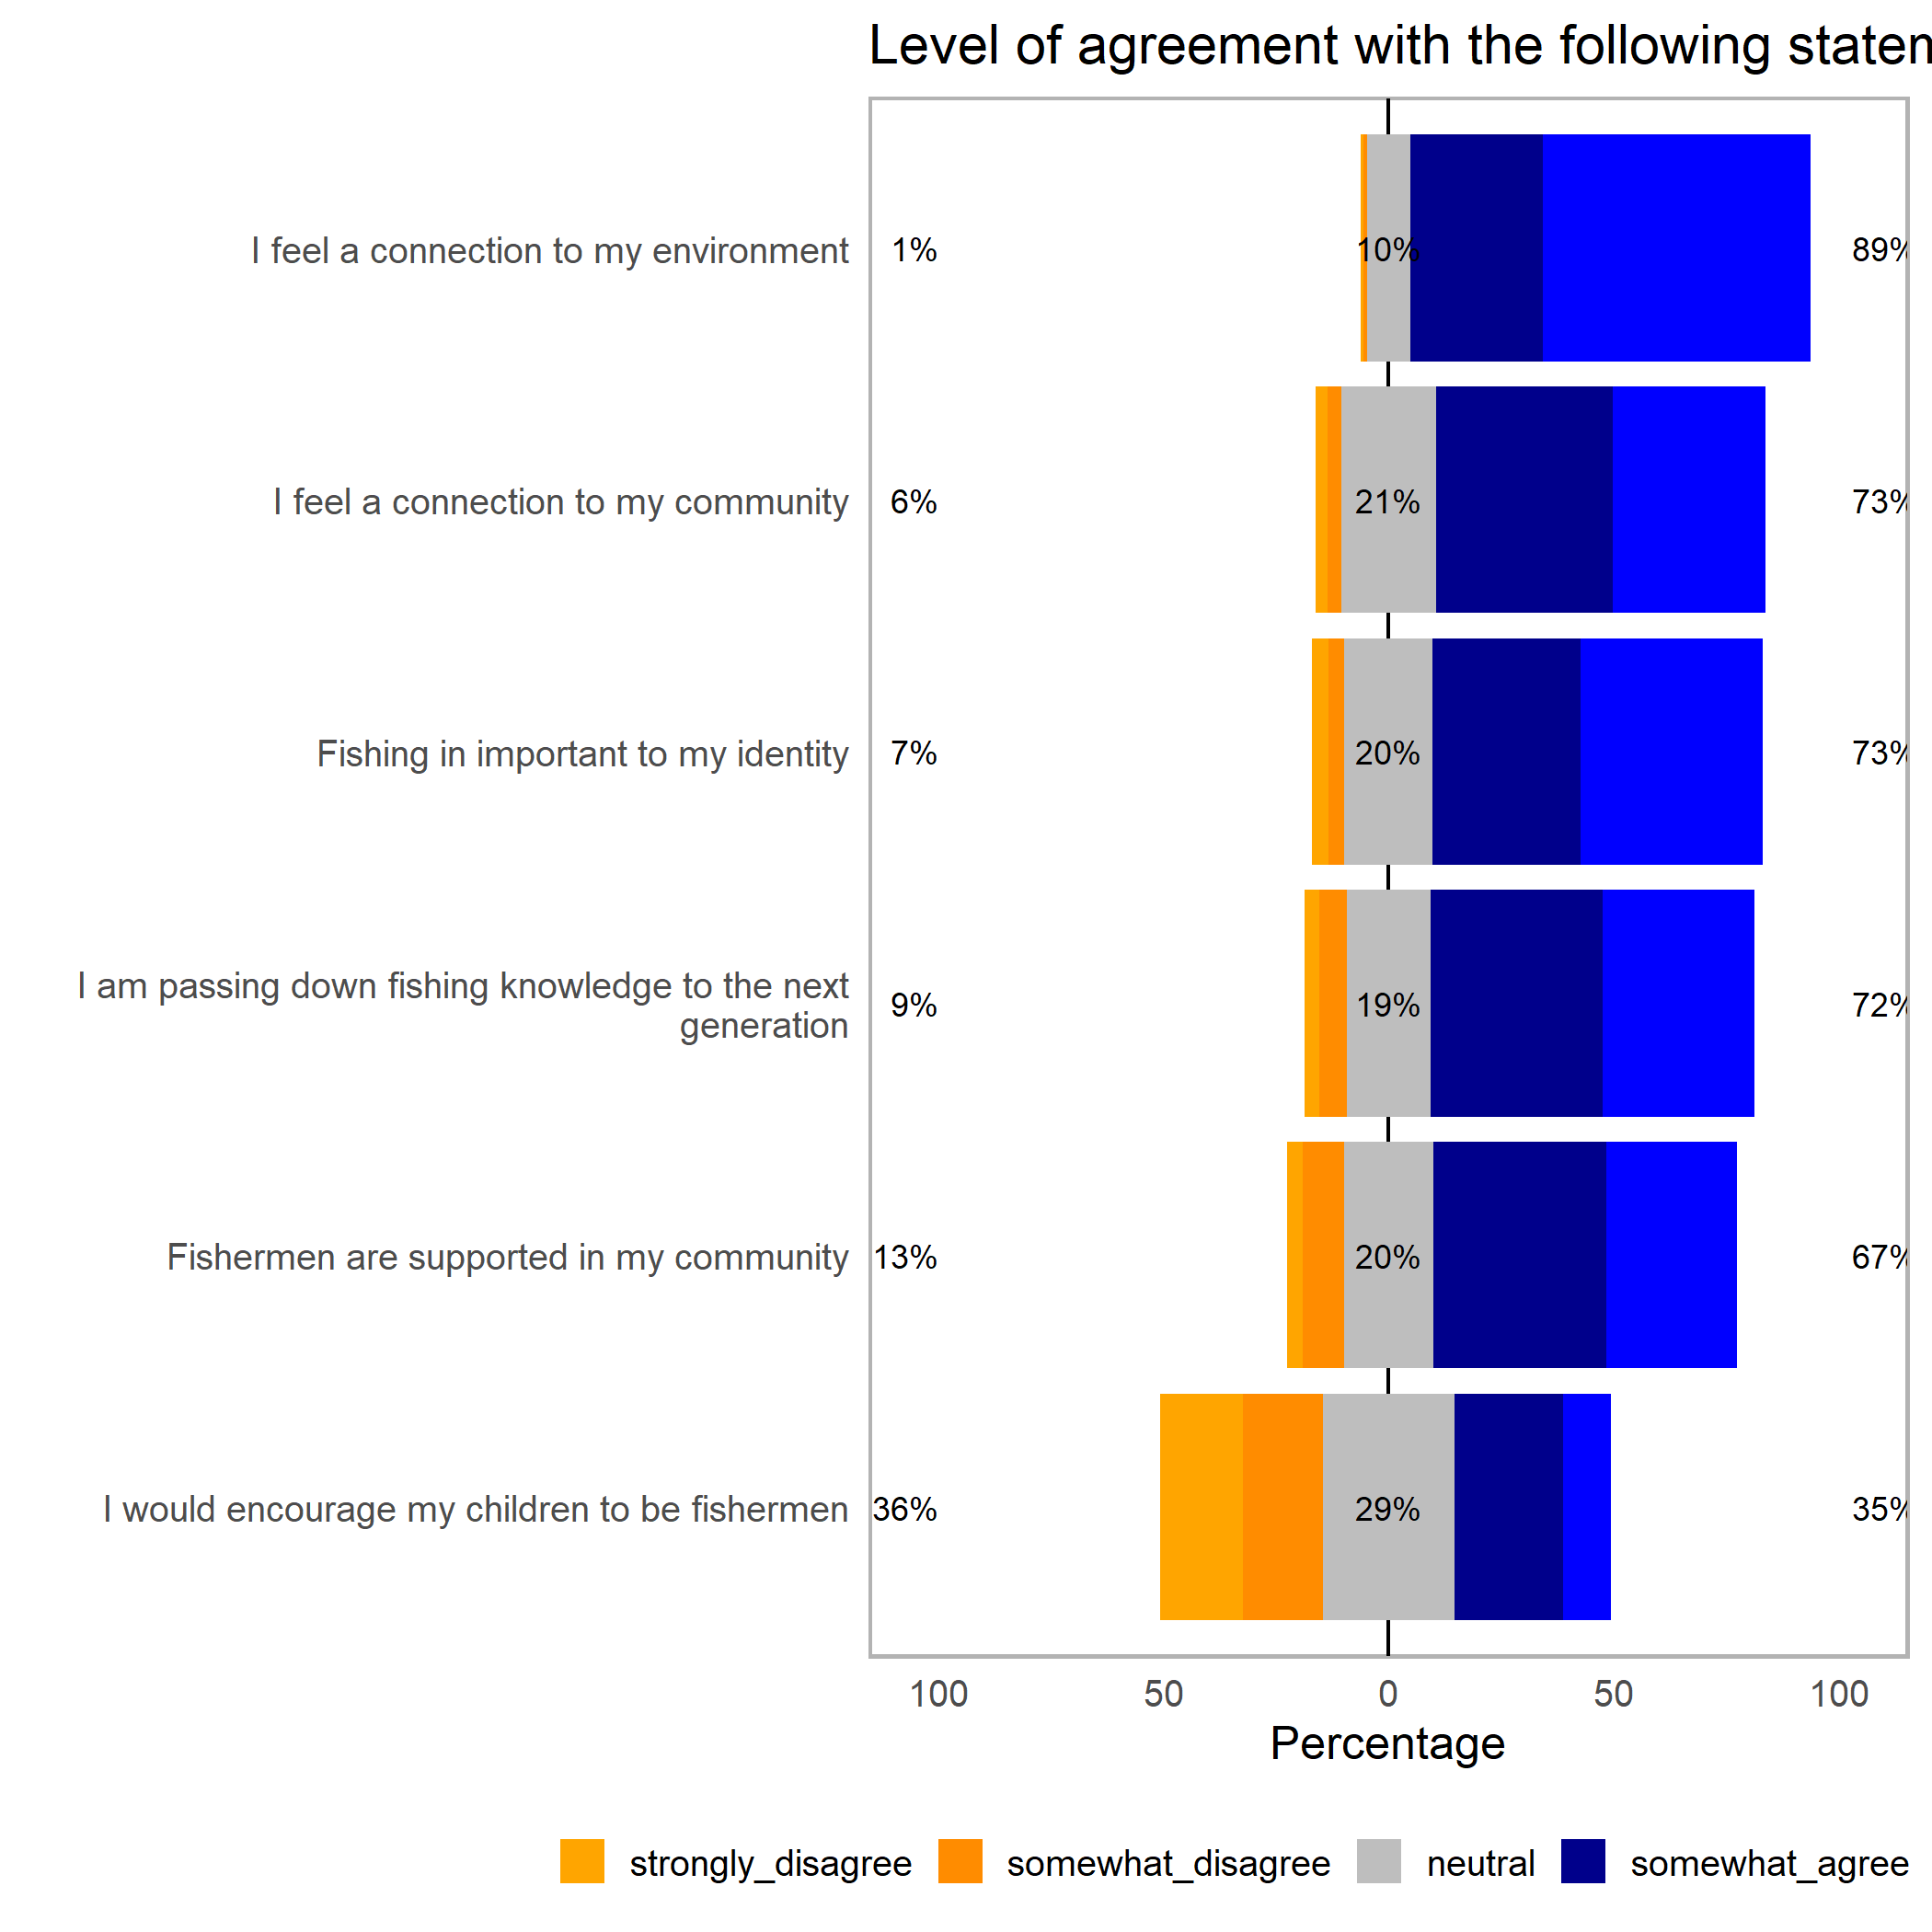 Level of agreement with the following staten
I feel a connection to my environment 1% 10% 89%
I feel a connection to my community 6% 21% 73%
Fishing in important to my identity 7% 20% 73%
I am passing down fishing knowledge to the next
generation 9% 19% 72%
Fishermen are supported in my community 13% 20% 67%
I would encourage my children to be fishermen 36% 29% 35%
100 50 0 50 100
Percentage
strongly_disagree somewhat_disagree neutral somewhat_agree